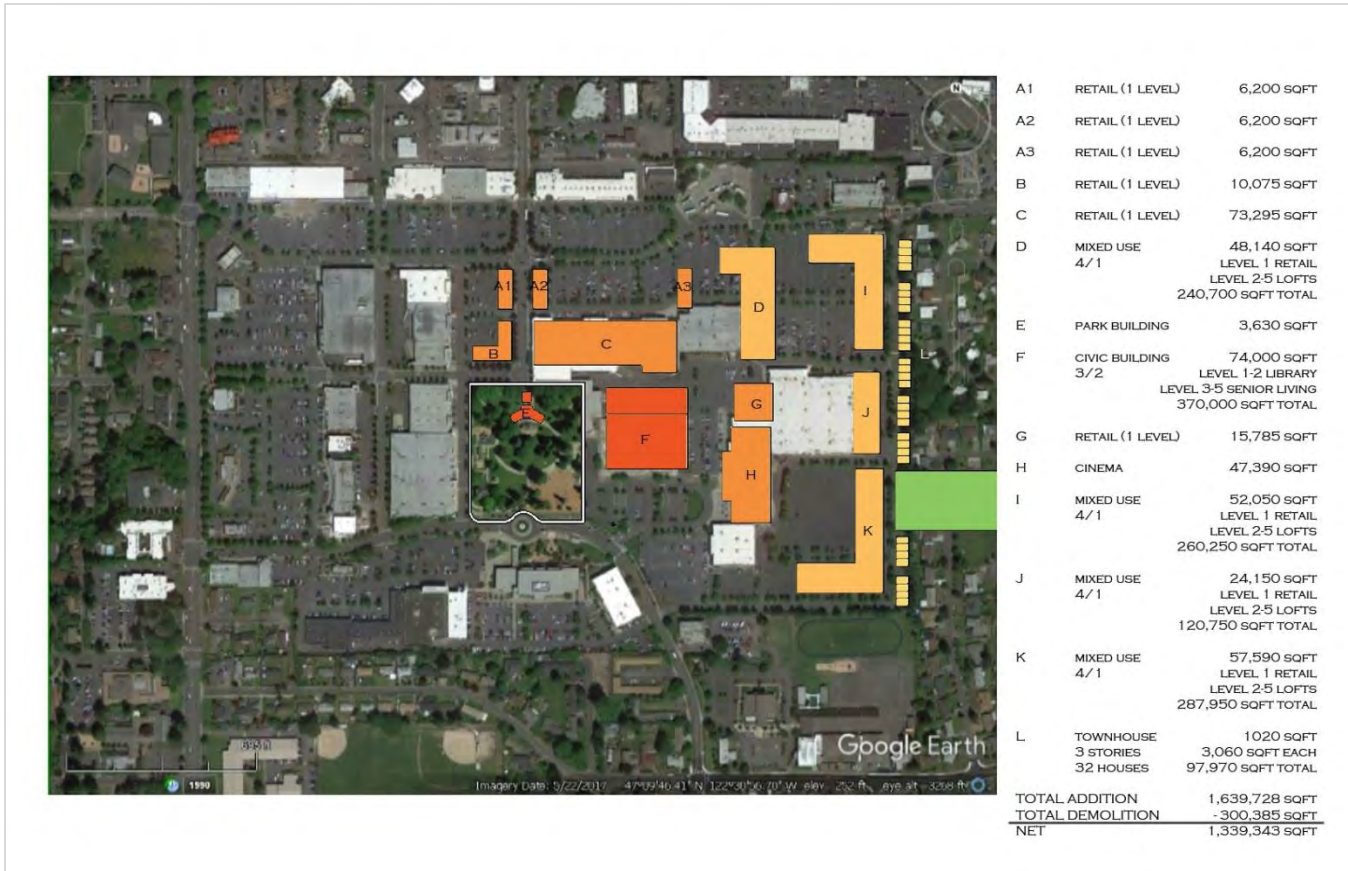 A1 RETAIL (1 LEVEL) 6,200 SQFT
A2 RETAIL (1 LEVEL) 6,200 SQFT
A3 RETAIL (1 LEVEL) 6,200 SQFT
B RETAIL (1 LEVEL) 10,075 SQFT
C RETAIL (1 LEVEL) 73,295 SQFT
D MIXED USE 48,140 SQFT
4/1 LEVEL 1 RETAIL
LEVEL 2-5 LOFTS
240,700 SQFT TOTAL
E PARK BUILDING 3,630 SQFT
F CIVIC BUILDING 74,000 SQFT
3/2 LEVEL 1-2 LIBRARY
LEVEL 3-5 SENIOR LIVING
370,000 SQFT TOTAL
G RETAIL (1 LEVEL) 15,785 SQFT
H CINEMA 47,390 SQFT
I MIXED USE 52,050 SQFT
4/1 LEVEL 1 RETAIL
LEVEL 2-5 LOFTS
260,250 SQFT TOTAL
J MIXED USE 24,150 SQFT
4/1 LEVEL 1 RETAIL
LEVEL 2-5 LOFTS
120,750 SQFT TOTAL
K MIXED USE 57,590 SQFT
4/1 LEVEL 1 RETAIL
LEVEL 2-5 LOFTS
287,950 SQFT TOTAL
L TOWNHOUSE 1020 SQFT
3 STORIES 3,060 SQFT EACH
32 HOUSES 97,970 SQFT TOTAL
TOTAL ADDITION 1,639,728 SQFT
TOTAL DEMOLITION -300,385 SQFT
NET 1,339,343 SQFT
N
A1 A2 A3
D
I
B
C
L
E
F
G
J
H
K
Google Earth
1990
Imagery Date: 5/22/2017 elev 252 ft eye alt 3268 ft